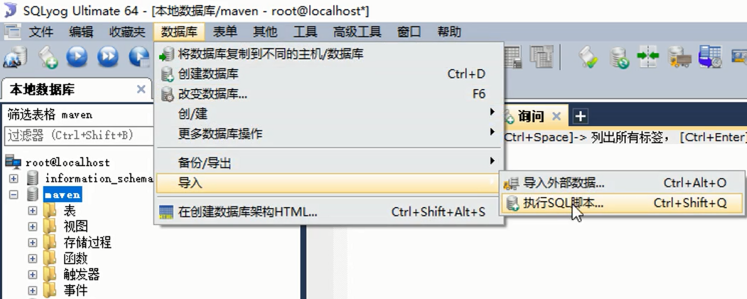 SQLyog Ultimate 64 - [本地数据库/maven - root@localhost*]
文件 编辑 收藏夹 数据库 表单 其他 工具 高级工具 窗口 帮助
将数据库复制到不同的主机/数据库
创建数据库 Ctrl+D
改变数据库... F6
创/建
更多数据库操作
备份/导出
导入
在创建数据库架构HTML... Ctrl+Shift+Alt+S
导入外部数据... Ctrl+Alt+O
执行SQL脚本... Ctrl+Shift+Q
本地数据库
筛选表格 maven
过滤器 (Ctrl+Shift+B)
root@localhost
information_schema
maven
表
视图
存储过程
函数
触发器
事件
询问
Ctrl+Space]-> 列出所有标签, [Ctrl+Enter]